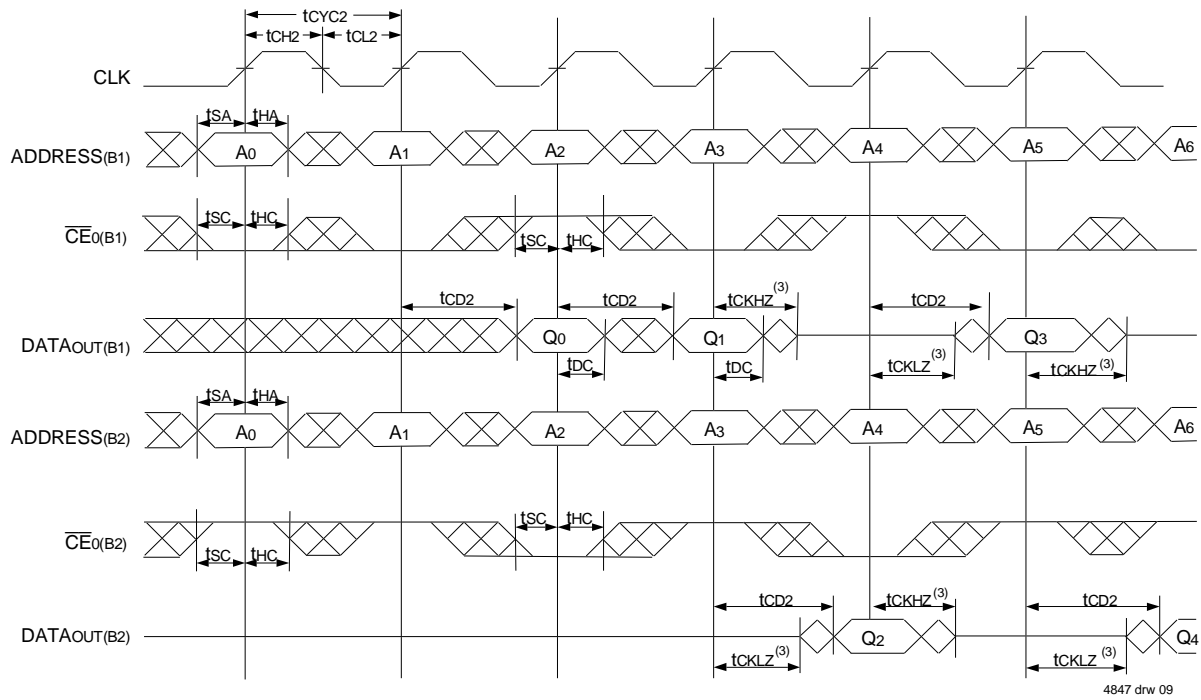 tCYC2
tCH2 tCL2
CLK
tSA tHA
ADDRESS(B1) A0 A1 A2 A3 A4 A5 A6
tSC tHC
CE0(B1)
tSC tHC
tCD2 tCD2 tCKHZ(3) tCD2
DATAOUT(B1) Q0 Q1 Q3
tDC tDC tCKLZ(3) tCKHZ(3)
tSA tHA
ADDRESS(B2) A0 A1 A2 A3 A4 A5 A6
tSC tHC
CE0(B2)
tSC tHC
tCD2 tCKHZ(3) tCD2
DATAOUT(B2) Q2 Q4
tCKLZ(3) tCKLZ(3)
4847 drw 09